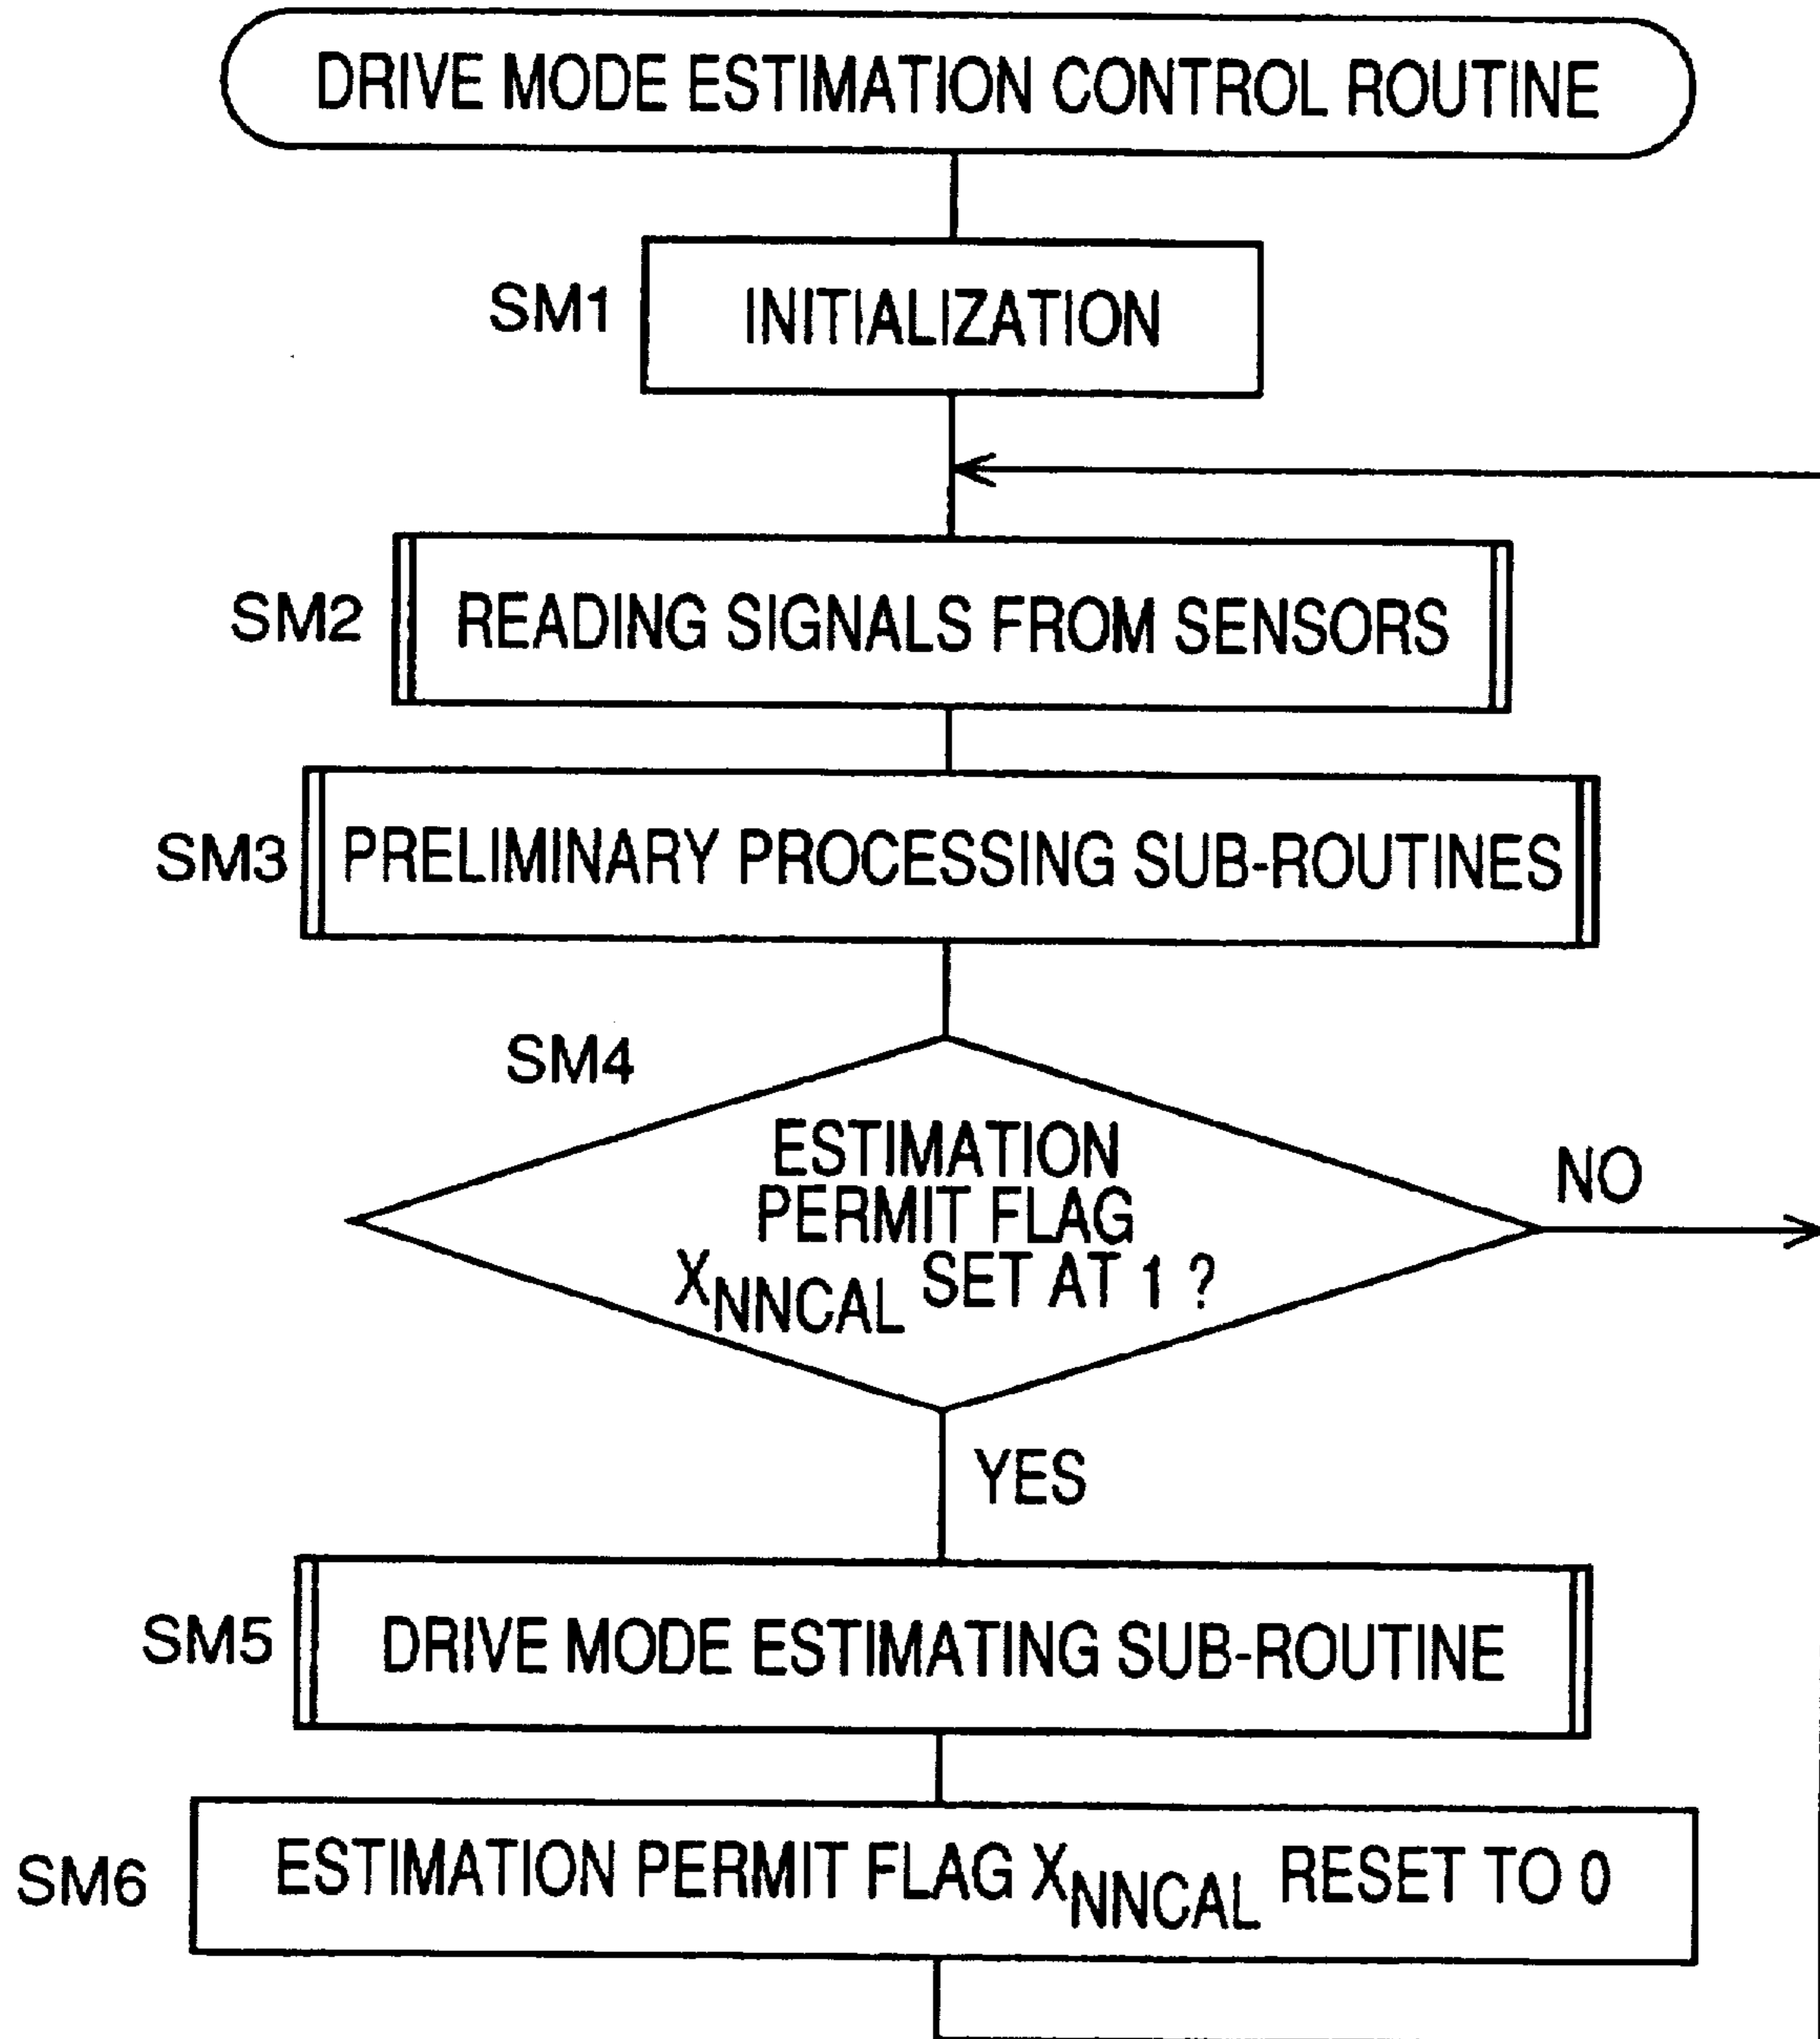 DRIVE MODE ESTIMATION CONTROL ROUTINE
SM1 INITIALIZATION
SM2 READING SIGNALS FROM SENSORS
SM3 PRELIMINARY PROCESSING SUB-ROUTINES
SM4
ESTIMATION
PERMIT FLAG
XNNCAL SET AT 1 ?
NO
YES
SM5 DRIVE MODE ESTIMATING SUB-ROUTINE
SM6 ESTIMATION PERMIT FLAG XNNCAL RESET TO 0